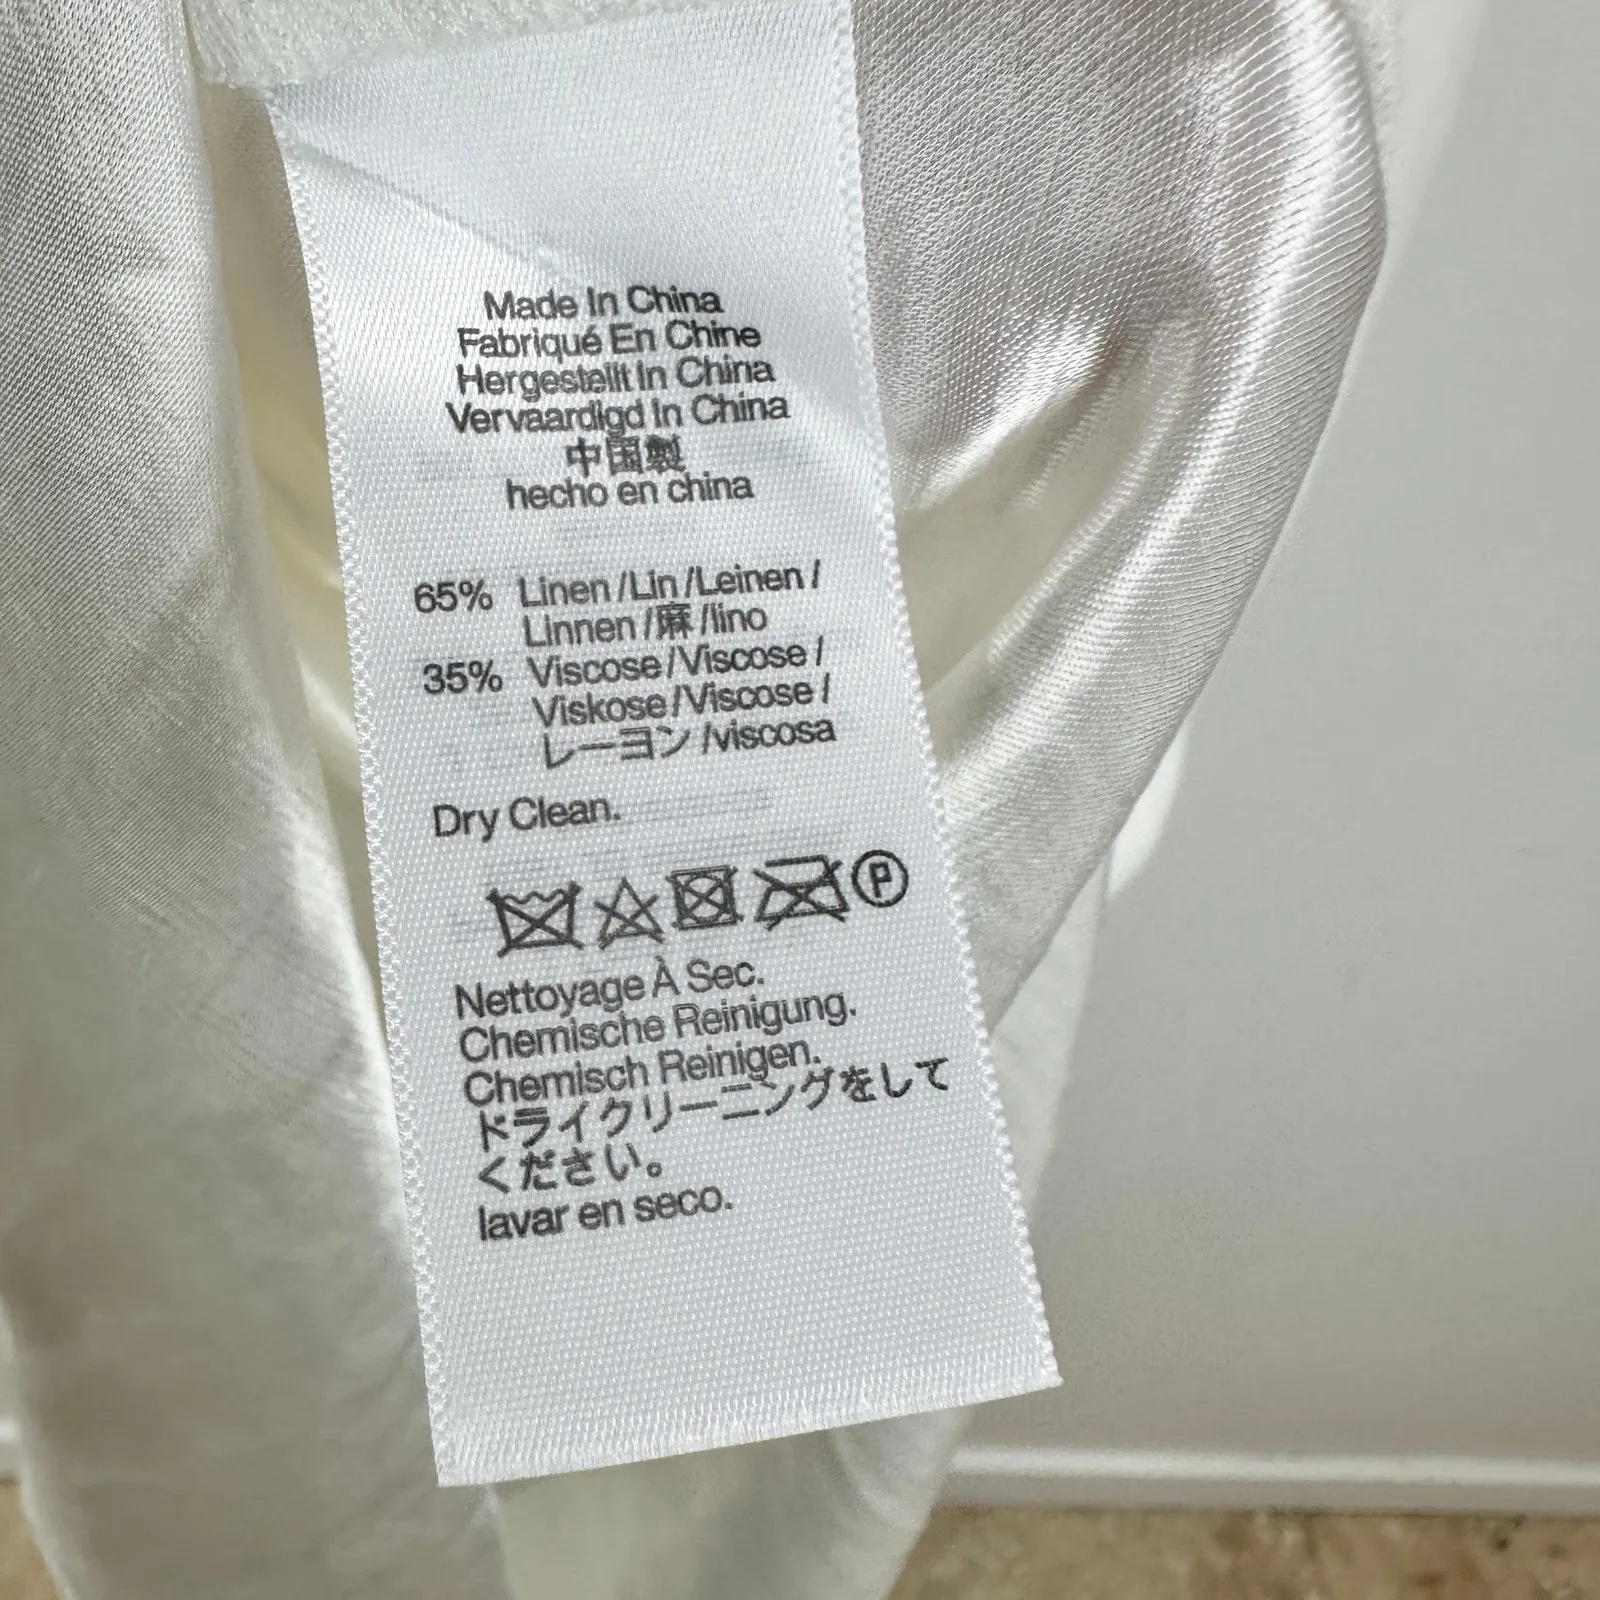 Made In China
Fabriqué En Chine
Hergestellt In China
Vervaardigd In China
中国製
hecho en china
65% Linen/Lin/Leinen/
Linnen/麻/lino
35% Viscose/Viscose/
Viskose/Viscose/
レーヨン/viscosa
Dry Clean.
P
Nettoyage À Sec.
Chemische Reinigung.
Chemisch Reinigen.
ドライクリーニングをして
ください。
lavar en seco.